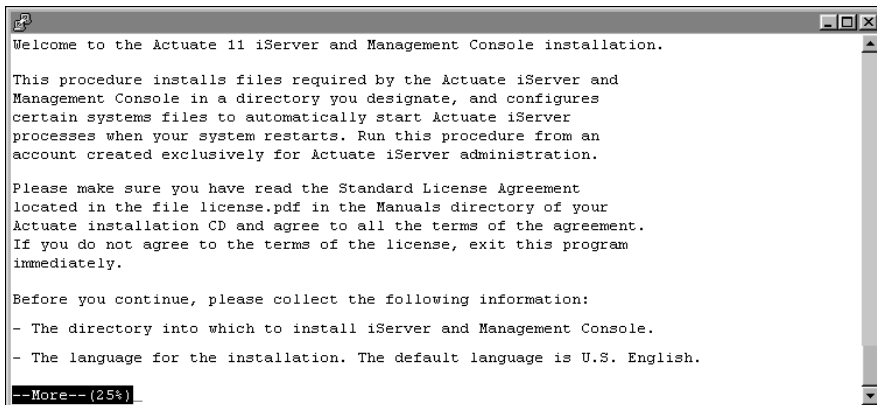 Welcome to the Actuate 11 iServer and Management Console installation.
This procedure installs files required by the Actuate iServer and
Management Console in a directory you designate, and configures
certain systems files to automatically start Actuate iServer
processes when your system restarts. Run this procedure from an
account created exclusively for Actuate iServer administration.
Please make sure you have read the Standard License Agreement
located in the file license.pdf in the Manuals directory of your
Actuate installation CD and agree to all the terms of the agreement.
If you do not agree to the terms of the license, exit this program
immediately.
Before you continue, please collect the following information:
- The directory into which to install iServer and Management Console.
- The language for the installation. The default language is U.S. English.
--More--(25%)